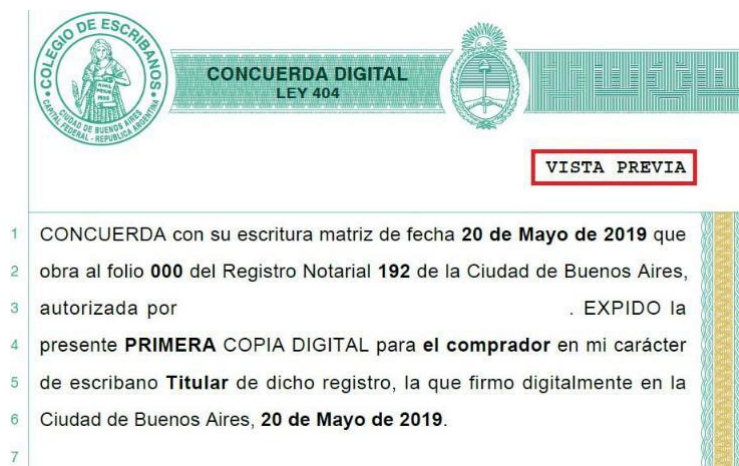 COLEGIO DE ESCRIBANOS
CIUDAD DE BUENOS AIRES
CAPITAL FEDERAL - REPUBLICA ARGENTINA
CONCUERDA DIGITAL
LEY 404
VISTA PREVIA
1 CONCUERDA con su escritura matriz de fecha 20 de Mayo de 2019 que
2 obra al folio 000 del Registro Notarial 192 de la Ciudad de Buenos Aires,
3 autorizada por . EXPIDO la
4 presente PRIMERA COPIA DIGITAL para el comprador en mi carácter
5 de escribano Titular de dicho registro, la que firmo digitalmente en la
6 Ciudad de Buenos Aires, 20 de Mayo de 2019.
7